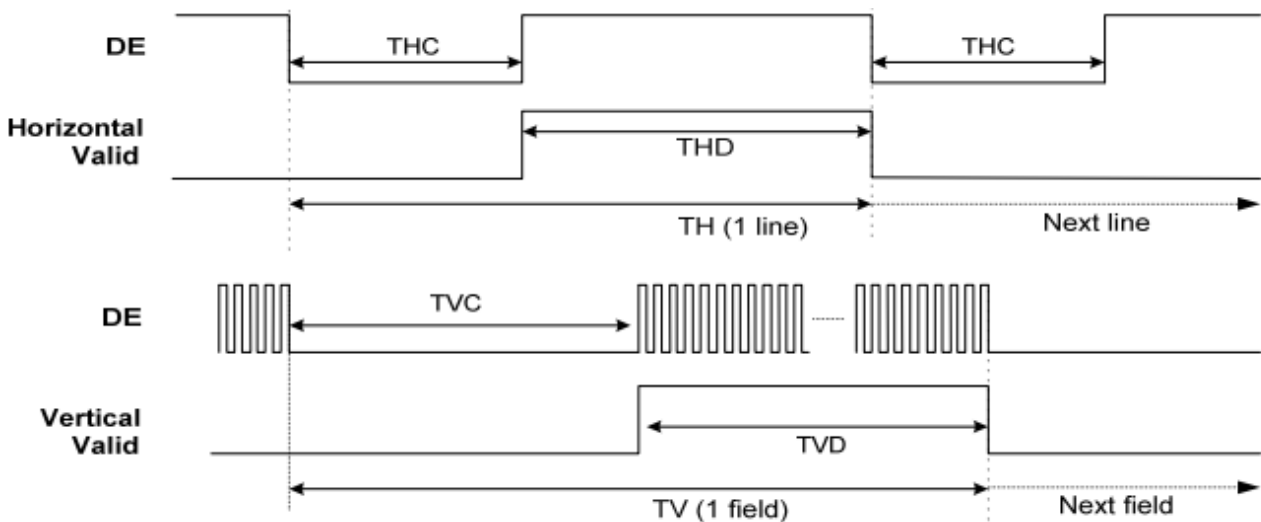 DE
THC
THC
Horizontal
Valid
THD
TH (1 line)
Next line
DE
TVC
Vertical
Valid
TVD
TV (1 field)
Next field